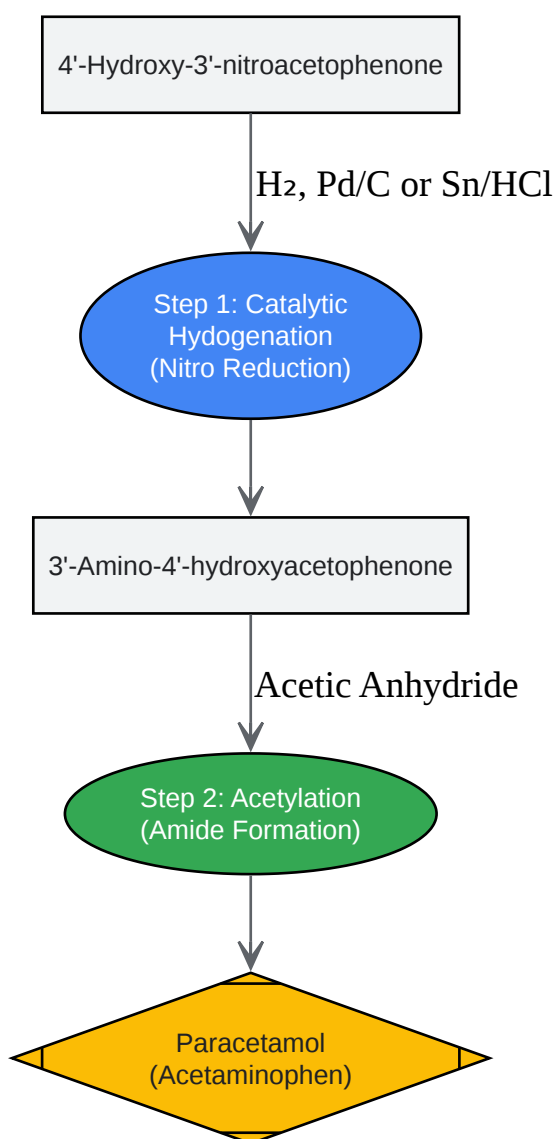 4'-Hydroxy-3'-nitroacetophenone
H₂, Pd/C or Sn/HCl
Step 1: Catalytic
Hydogenation
(Nitro Reduction)
3'-Amino-4'-hydroxyacetophenone
Acetic Anhydride
Step 2: Acetylation
(Amide Formation)
Paracetamol
(Acetaminophen)